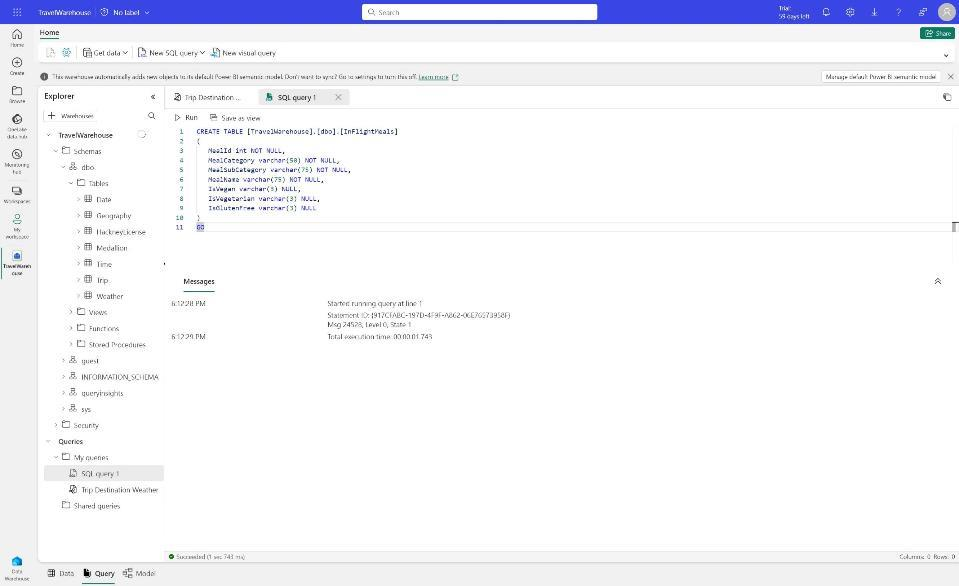 TravelWarehouse
No label
Search
Trial:
59 days left
Home
Share
Home
Get data
New SQL query
New visual query
This warehouse automatically adds new objects to its default Power BI semantic model. Don't want to sync? Go to settings to turn this off. Learn more
Manage default Power BI semantic model
Create
Browse
OneLake
data hub
Monitoring
hub
Workspaces
My
workspace
TravelWareh
ouse
Data
Warehouse
Explorer
Warehouses
TravelWarehouse
Schemas
dbo
Tables
Date
Geography
HackneyLicense
Medallion
Time
Trip
Weather
Views
Functions
Stored Procedures
guest
INFORMATION_SCHEMA
queryinsights
sys
Security
Queries
My queries
SQL query 1
Trip Destination Weather
Shared queries
Trip Destination ...
SQL query 1
Run
Save as view
1 CREATE TABLE [TravelWarehouse].[dbo].[InFlightMeals]
2 (
3 MealId int NOT NULL,
4 MealCategory varchar(50) NOT NULL,
5 MealSubCategory varchar(75) NOT NULL,
6 MealName varchar(75) NOT NULL,
7 IsVegan varchar(3) NULL,
8 IsVegetarian varchar(3) NULL,
9 IsGlutenFree varchar(3) NULL
10 )
11 GO
Messages
6:12:28 PM Started running query at line 1
Msg 24528, Level 0, State 1
6:12:29 PM Total execution time: 00:00:01.743
Succeeded (1 sec 743 ms)
Columns: 0 Rows: 0
Data
Query
Model